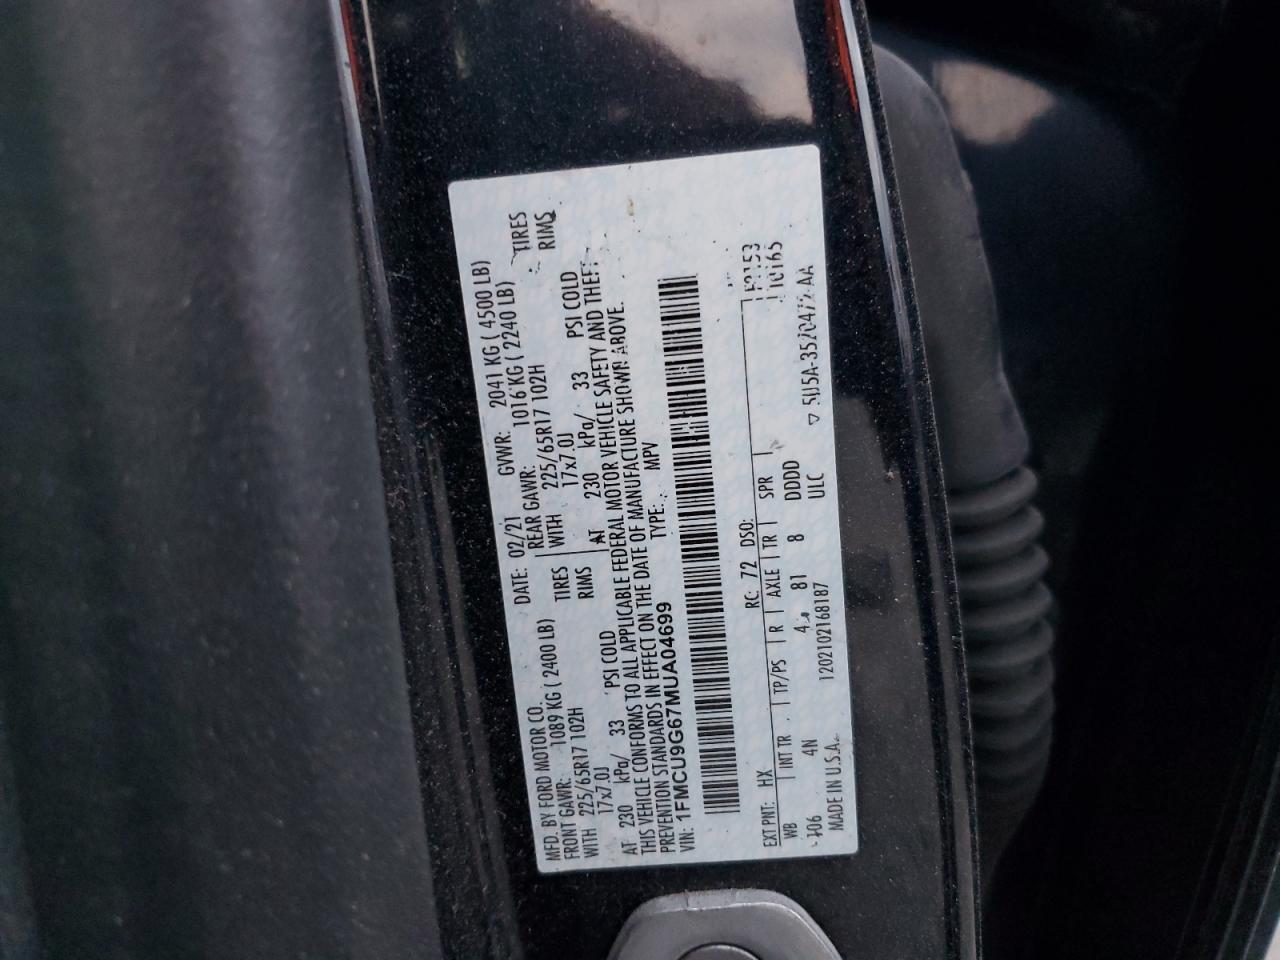 MFD. BY FORD MOTOR CO. DATE: 02/21 GVWR: 2041 KG ( 4500 LB)
FRONT GAWR: 1089 KG ( 2400 LB) REAR GAWR: 1016 KG ( 2240 LB)
WITH 225/65R17 102H TIRES WITH 225/65R17 102H TIRES
17x7.0J RIMS 17x7.0J RIMS
AT 230 kPa/ 33 PSI COLD AT 230 kPa/ 33 PSI COLD
THIS VEHICLE CONFORMS TO ALL APPLICABLE FEDERAL MOTOR VEHICLE SAFETY AND THEFT
PREVENTION STANDARDS IN EFFECT ON THE DATE OF MANUFACTURE SHOWN ABOVE.
VIN: 1FMCU9G67MUA04699 TYPE: MPV
EXT PNT: HX RC: 72 DSO:
WB INT TR TP/PS R AXLE TR SPR
106 4N 81 8 DDDD
MADE IN U.S.A. 1202102168187 ULC